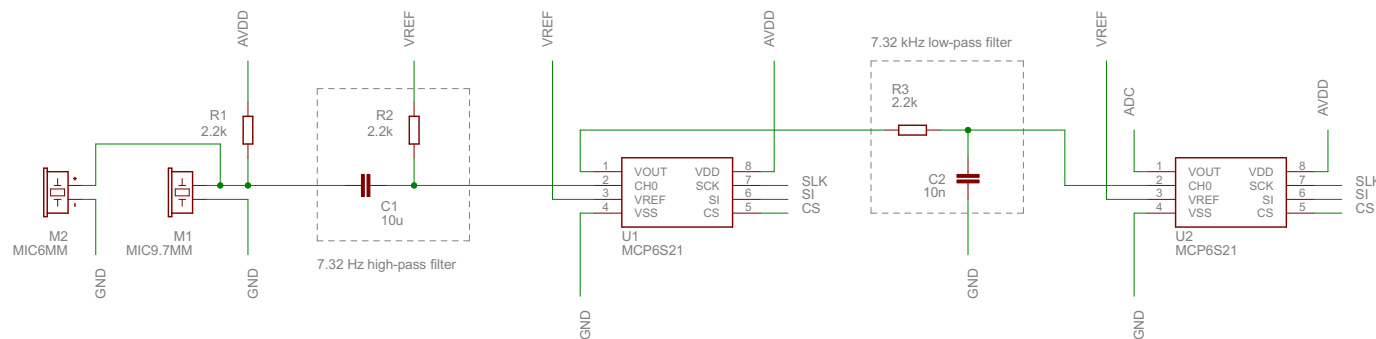 AVDD
VREF
VREF
AVDD
7.32 kHz low-pass filter
VREF
ADC
AVDD
R1
2.2k
R2
2.2k
R3
2.2k
1 VOUT VDD 8
2 CH0 SCK 7 SLK
3 VREF SI 6 SI
4 VSS CS 5 CS
C2
10n
1 VOUT VDD 8
2 CH0 SCK 7 SLK
3 VREF SI 6 SI
4 VSS CS 5 CS
+
-
C1
10u
M2
MIC6MM
M1
MIC9.7MM
U1
MCP6S21
U2
MCP6S21
7.32 Hz high-pass filter
GND
GND
GND
GND
GND